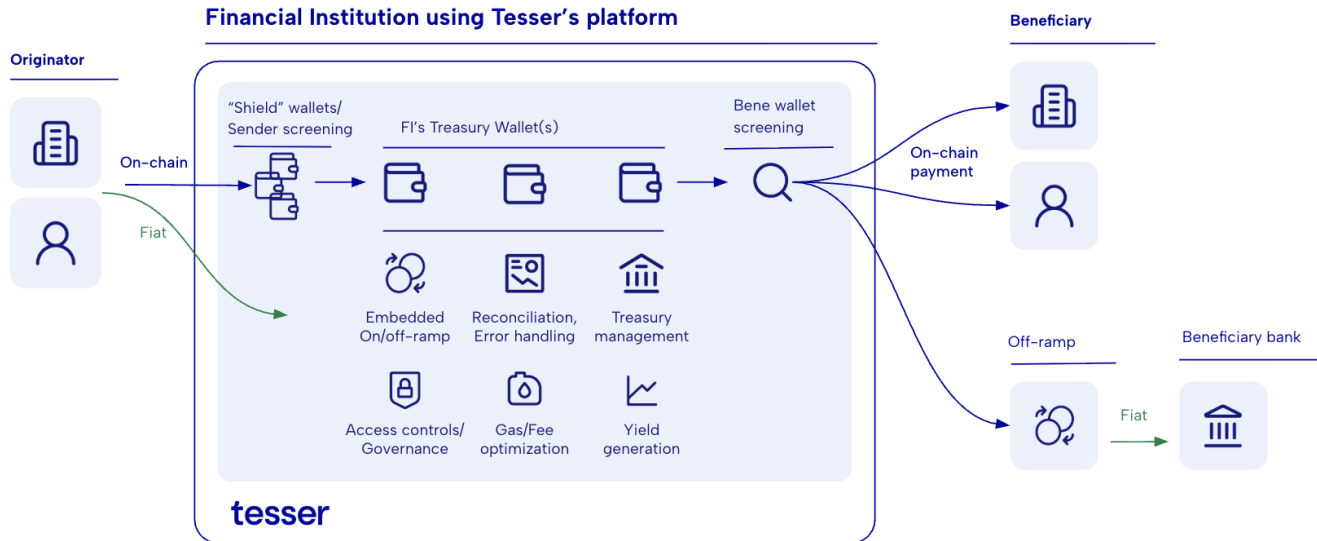 Financial Institution using Tesser's platform
Originator
Beneficiary
"Shield" wallets/
Sender screening
FI's Treasury Wallet(s)
Bene wallet
screening
On-chain
On-chain
payment
Fiat
Embedded
On/off-ramp
Reconciliation,
Error handling
Treasury
management
Off-ramp
Beneficiary bank
Fiat
Access controls/
Governance
Gas/Fee
optimization
Yield
generation
tesser